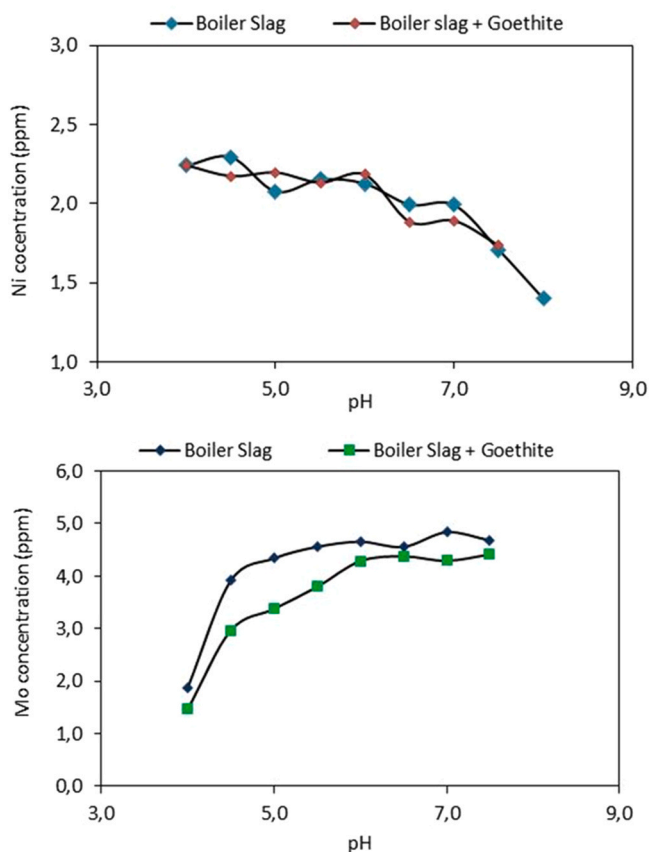 Boiler Slag Boiler slag + Goethite
3,0
2,5
2,0
1,5
1,0
Ni cocentration (ppm)
3,0 5,0 7,0 9,0
pH
Boiler Slag Boiler Slag + Goethite
6,0
5,0
4,0
3,0
2,0
1,0
0,0
Mo concentration (ppm)
3,0 5,0 7,0 9,0
pH